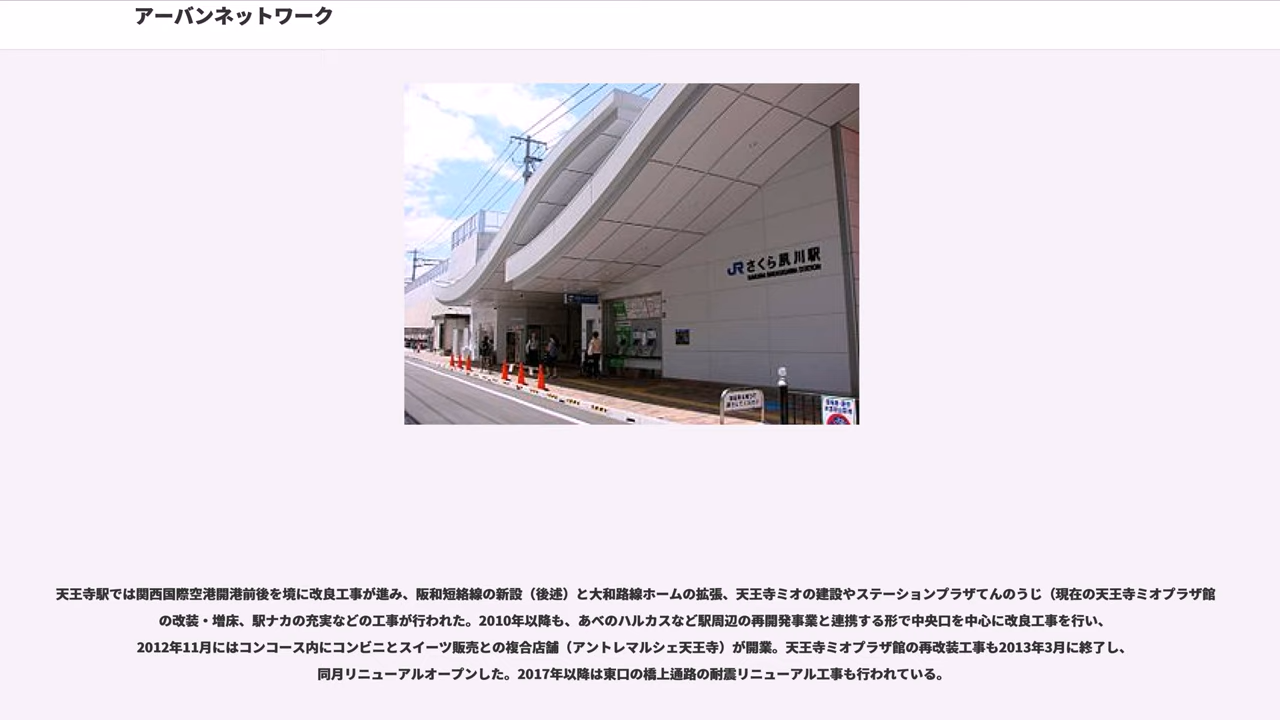 アーバンネットワーク
JR さくら夙川駅
SAKURA SHUKUGAWA STATION
天王寺駅では関西国際空港開港前後を境に改良工事が進み、阪和短絡線の新設（後述）と大和路線ホームの拡張、天王寺ミオの建設やステーションプラザてんのうじ（現在の天王寺ミオプラザ館
の改装・増床、駅ナカの充実などの工事が行われた。2010年以降も、あべのハルカスなど駅周辺の再開発事業と連携する形で中央口を中心に改良工事を行い、
2012年11月にはコンコース内にコンビニとスイーツ販売との複合店舗（アントレマルシェ天王寺）が開業。天王寺ミオプラザ館の再改装工事も2013年3月に終了し、
同月リニューアルオープンした。2017年以降は東口の橋上通路の耐震リニューアル工事も行われている。